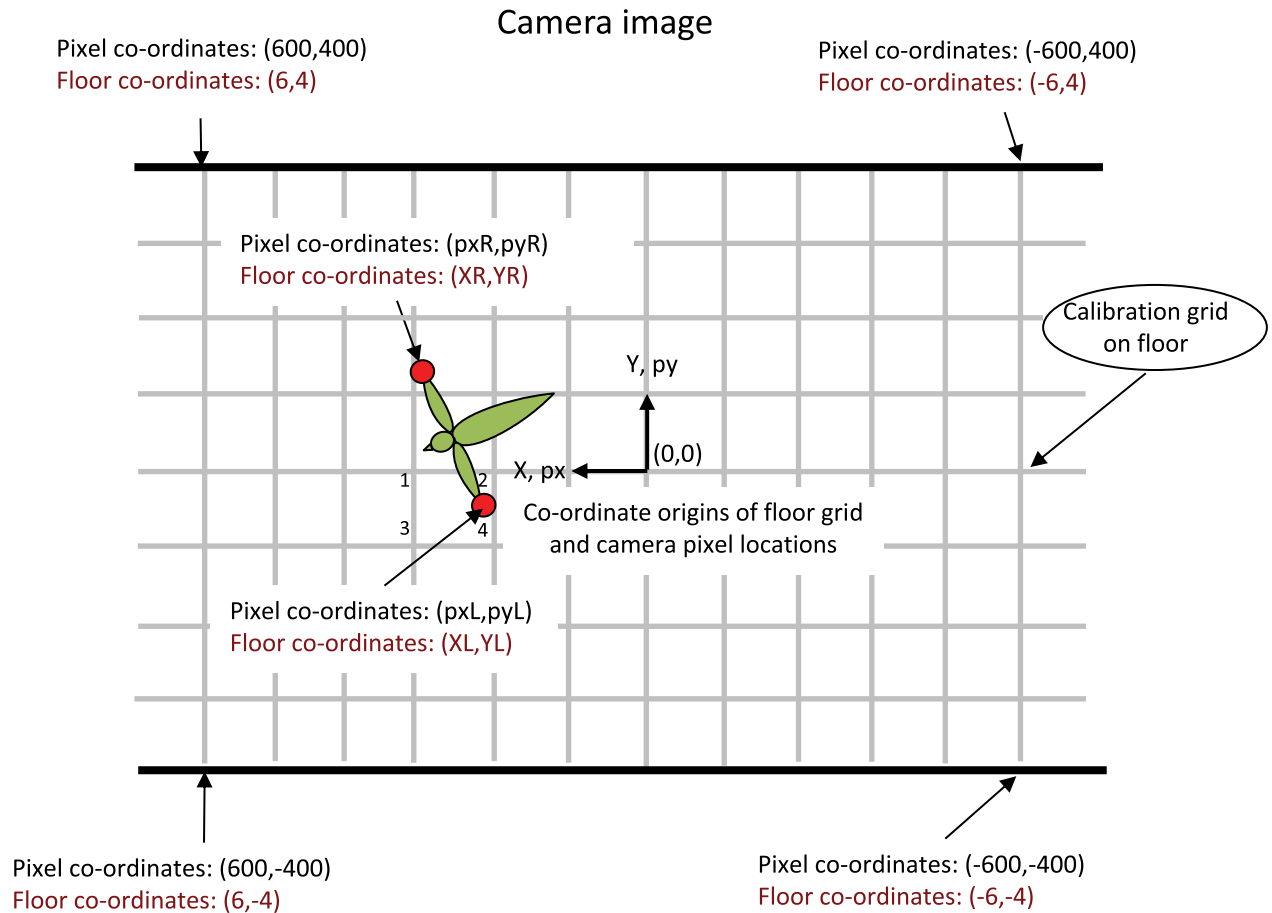 Camera image
Pixel co-ordinates: (600,400)
Floor co-ordinates: (6,4)
Pixel co-ordinates: (-600,400)
Floor co-ordinates: (-6,4)
Pixel co-ordinates: (pxR,pyR)
Floor co-ordinates: (XR,YR)
Calibration grid
on floor
Y, py
(0,0)
X, px
1
2
3
4
Co-ordinate origins of floor grid
and camera pixel locations
Pixel co-ordinates: (pxL,pyL)
Floor co-ordinates: (XL,YL)
Pixel co-ordinates: (600,-400)
Floor co-ordinates: (6,-4)
Pixel co-ordinates: (-600,-400)
Floor co-ordinates: (-6,-4)